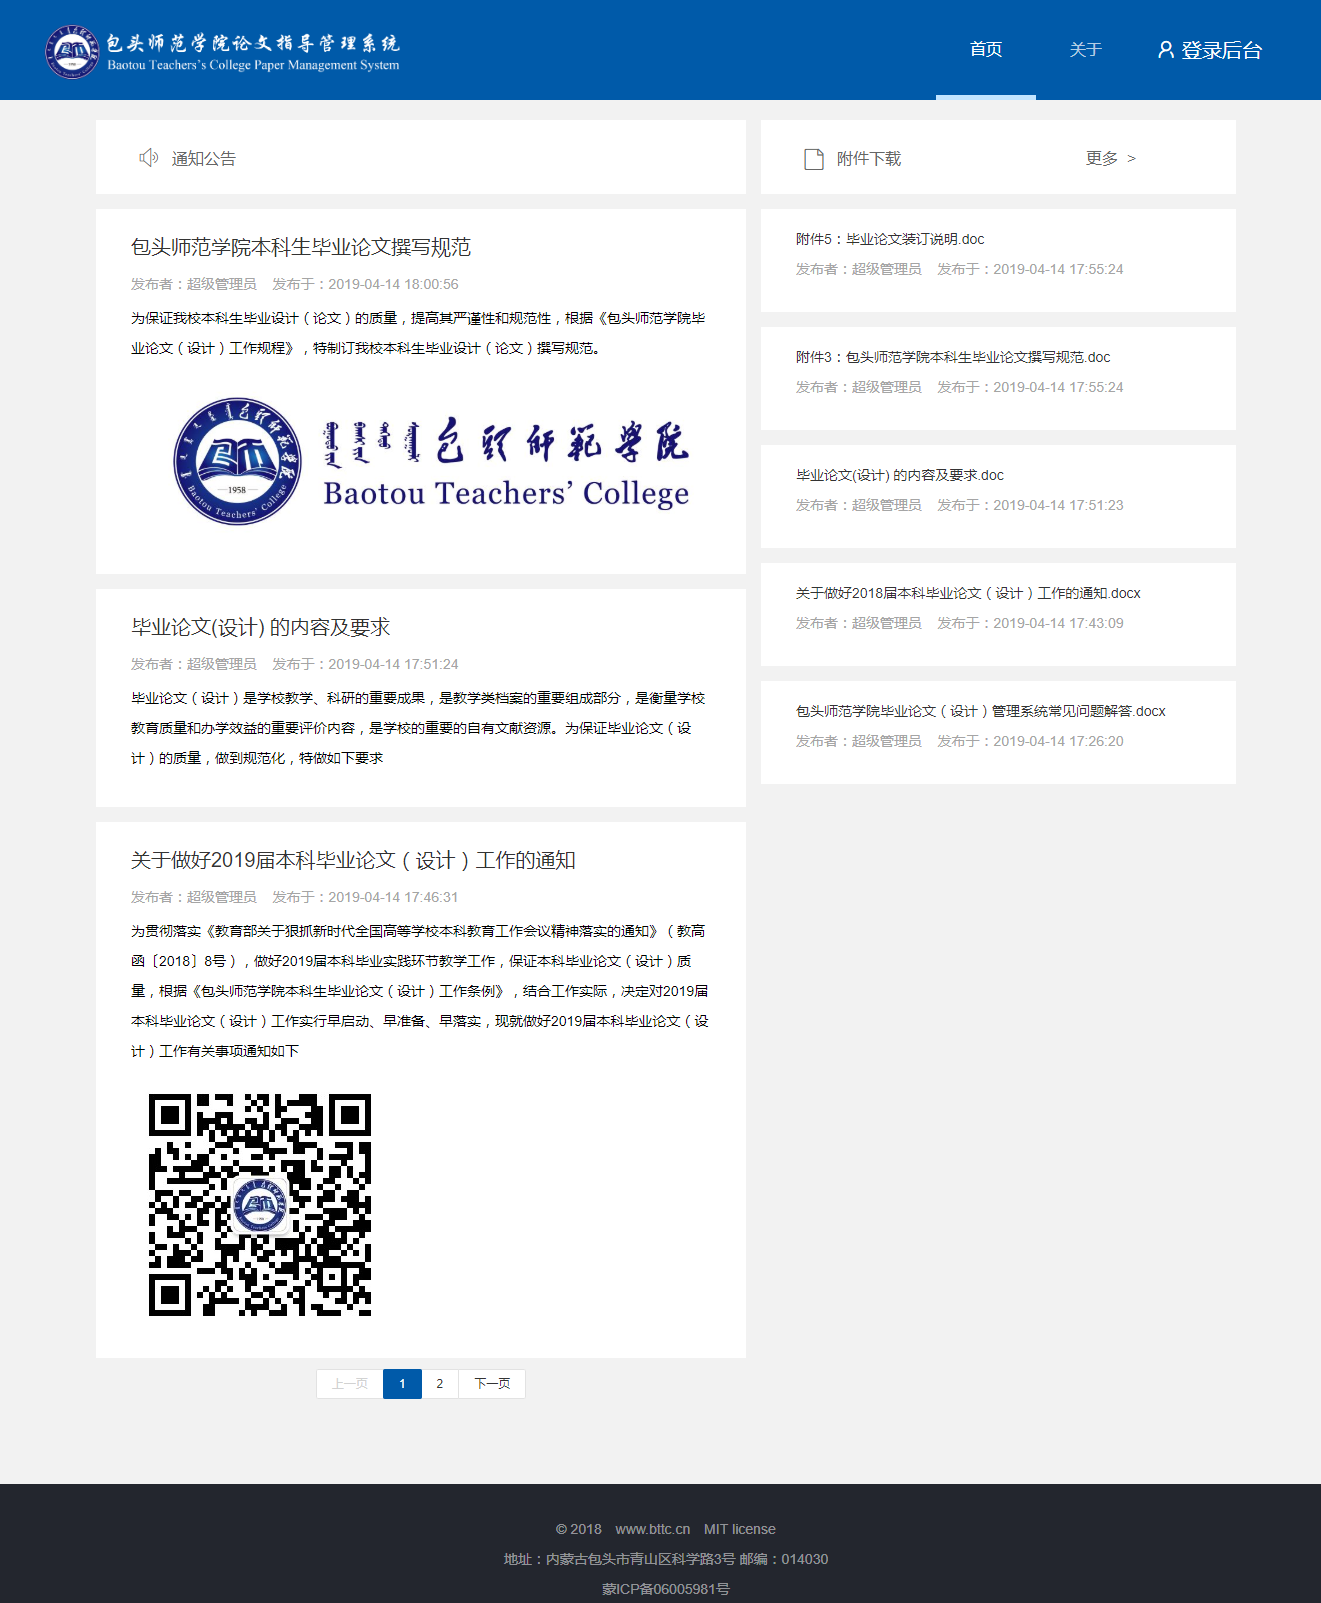 包头师范学院论文指导管理系统
Baotou Teachers's College Paper Management System
首页
关于
登录后台
通知公告
包头师范学院本科生毕业论文撰写规范
发布者：超级管理员 发布于：2019-04-14 18:00:56
为保证我校本科生毕业设计（论文）的质量，提高其严谨性和规范性，根据《包头师范学院毕
业论文（设计）工作规程》，特制订我校本科生毕业设计（论文）撰写规范。
包头师范学院
Baotou Teachers' College
1958
毕业论文(设计) 的内容及要求
发布者：超级管理员 发布于：2019-04-14 17:51:24
毕业论文（设计）是学校教学、科研的重要成果，是教学类档案的重要组成部分，是衡量学校
教育质量和办学效益的重要评价内容，是学校的重要的自有文献资源。为保证毕业论文（设
计）的质量，做到规范化，特做如下要求
关于做好2019届本科毕业论文（设计）工作的通知
发布者：超级管理员 发布于：2019-04-14 17:46:31
为贯彻落实《教育部关于狠抓新时代全国高等学校本科教育工作会议精神落实的通知》（教高
函〔2018〕8号），做好2019届本科毕业实践环节教学工作，保证本科毕业论文（设计）质
量，根据《包头师范学院本科生毕业论文（设计）工作条例》，结合工作实际，决定对2019届
本科毕业论文（设计）工作实行早启动、早准备、早落实，现就做好2019届本科毕业论文（设
计）工作有关事项通知如下
上一页
1
2
下一页
附件下载
更多 >
附件5：毕业论文装订说明.doc
发布者：超级管理员 发布于：2019-04-14 17:55:24
附件3：包头师范学院本科生毕业论文撰写规范.doc
发布者：超级管理员 发布于：2019-04-14 17:55:24
毕业论文(设计) 的内容及要求.doc
发布者：超级管理员 发布于：2019-04-14 17:51:23
关于做好2018届本科毕业论文（设计）工作的通知.docx
发布者：超级管理员 发布于：2019-04-14 17:43:09
包头师范学院毕业论文（设计）管理系统常见问题解答.docx
发布者：超级管理员 发布于：2019-04-14 17:26:20
© 2018 www.bttc.cn MIT license
地址：内蒙古包头市青山区科学路3号 邮编：014030
蒙ICP备06005981号